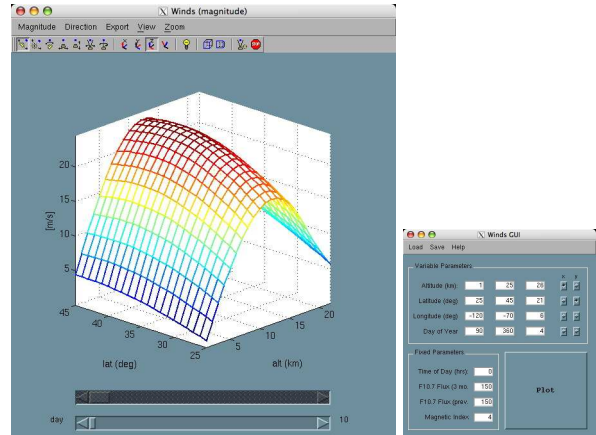 Winds (magnitude)
Magnitude Direction Export View Zoom
[m/s]
20
15
10
5
45
40
35
30
25
lat (deg)
5
10
15
20
alt (km)
day
10
Winds GUI
Load Save Help
Variable Parameters
x y
Altitude (km): 1 25 28
Latitude (deg) 25 45 21
Longitude (deg) -120 -70 6
Day of Year 90 360 4
Fixed Parameters
Time of Day (hrs): 0
F10.7 Flux (3 mo. 150
F10.7 Flux (prev. 150
Magnetic Index 4
Plot